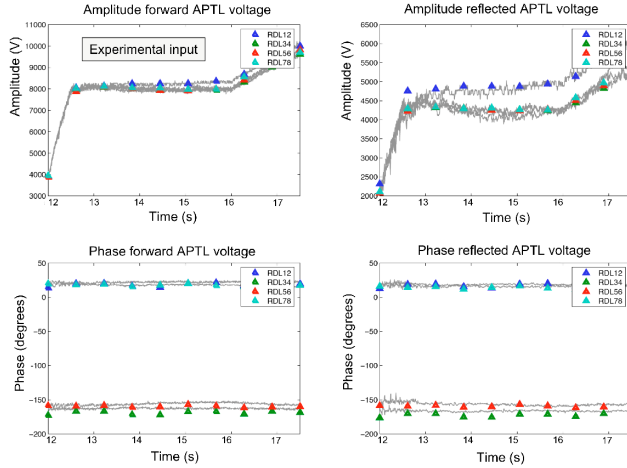 Amplitude forward APTL voltage
11000
10000
9000
8000
7000
6000
5000
4000
3000
Amplitude (V)
Experimental input
RDL12
RDL34
RDL56
RDL78
12 13 14 15 16 17
Time (s)
Amplitude reflected APTL voltage
6000
5500
5000
4500
4000
3500
3000
2500
2000
Amplitude (V)
RDL12
RDL34
RDL56
RDL78
12 13 14 15 16 17
Time (s)
Phase forward APTL voltage
50
0
−50
−100
−150
−200
Phase (degrees)
RDL12
RDL34
RDL56
RDL78
12 13 14 15 16 17
Time (s)
Phase reflected APTL voltage
50
0
−50
−100
−150
−200
Phase (degrees)
RDL12
RDL34
RDL56
RDL78
12 13 14 15 16 17
Time (s)